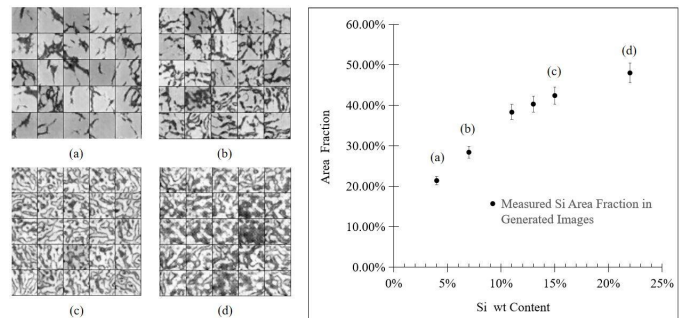 (a)
(b)
(c)
(d)
60.00%
50.00%
40.00%
30.00%
20.00%
10.00%
0.00%
Area Fraction
(a)
(b)
(c)
(d)
Measured Si Area Fraction in
Generated Images
0%
5%
10%
15%
20%
25%
Si wt Content